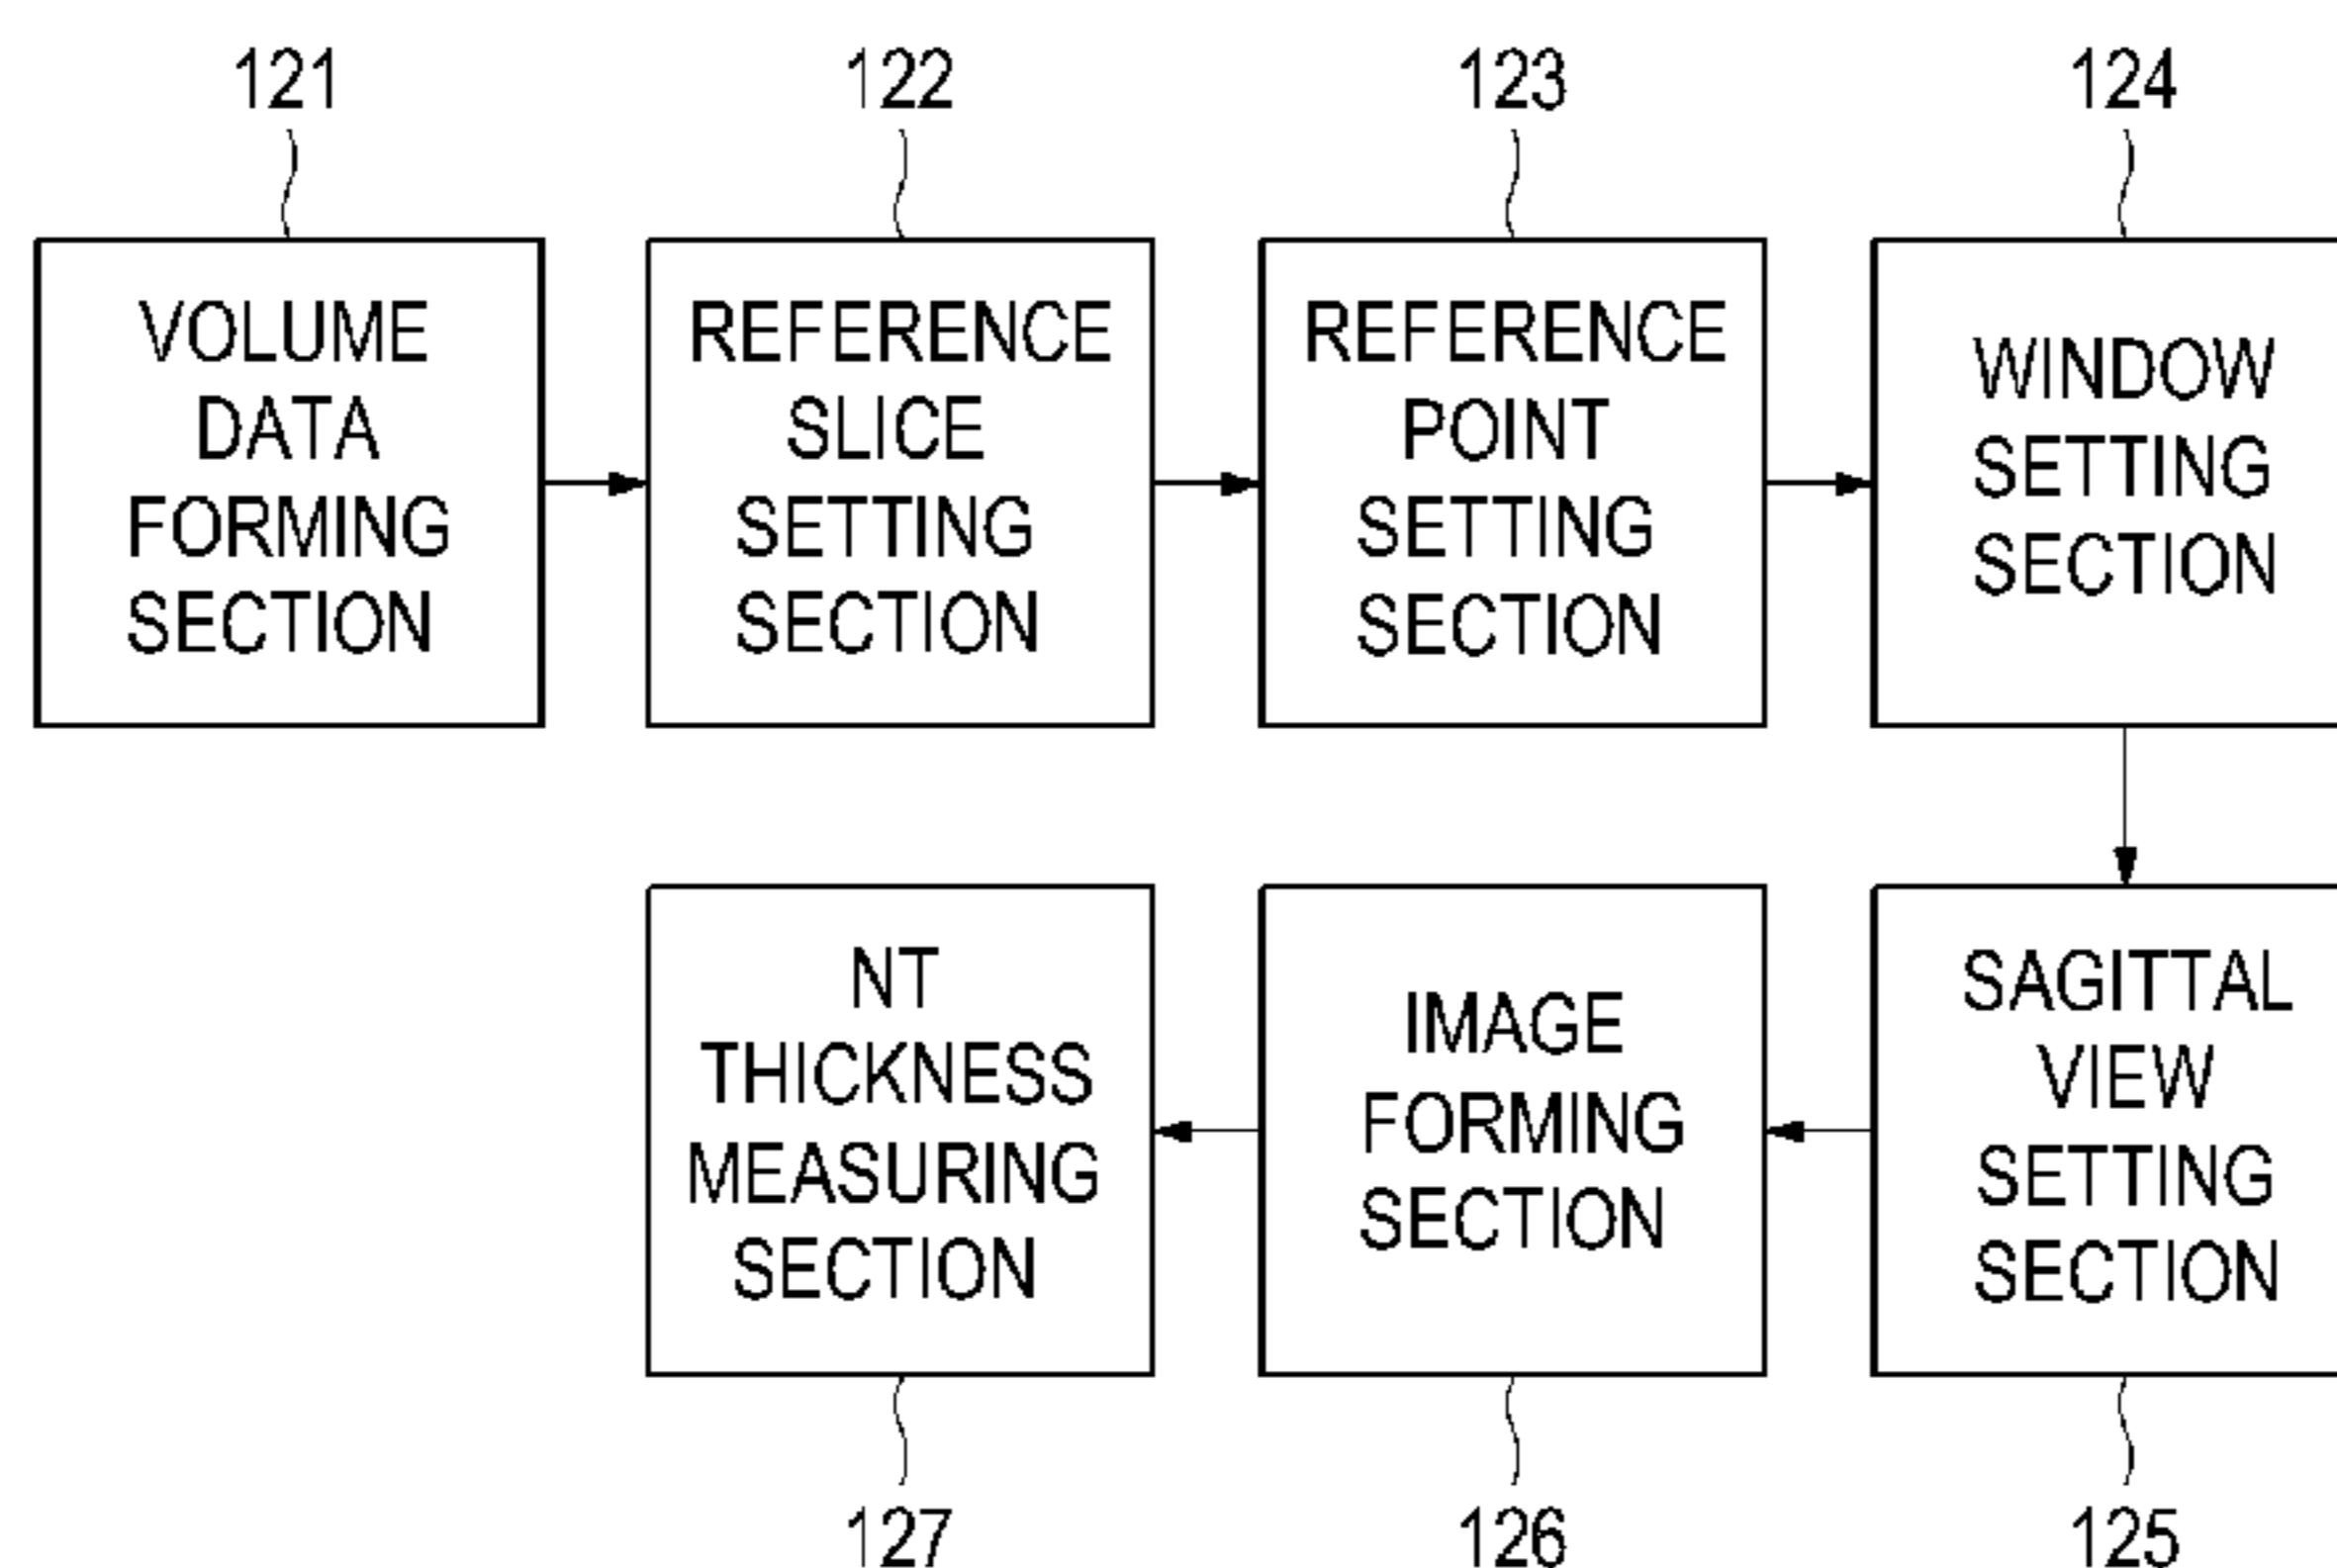 121
122
123
124
VOLUME
DATA
FORMING
SECTION
REFERENCE
SLICE
SETTING
SECTION
REFERENCE
POINT
SETTING
SECTION
WINDOW
SETTING
SECTION
NT
THICKNESS
MEASURING
SECTION
IMAGE
FORMING
SECTION
SAGITTAL
VIEW
SETTING
SECTION
127
126
125